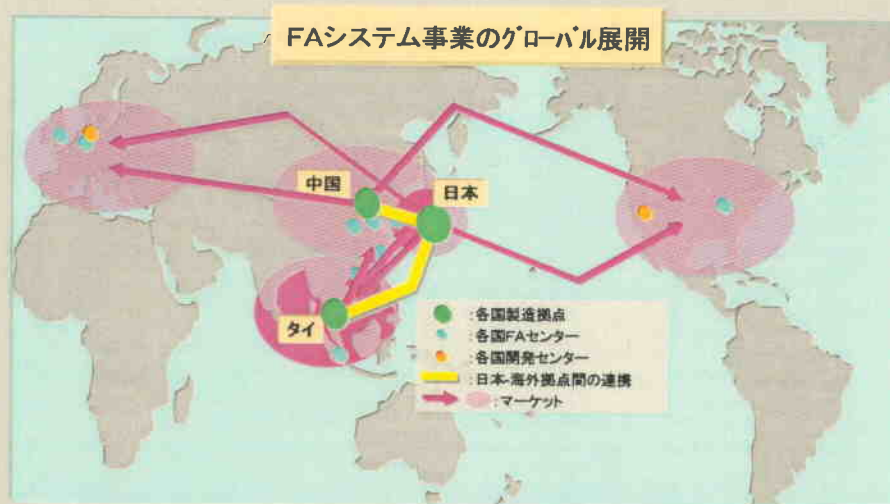 FAシステム事業のグローバル展開
中国
日本
タイ
:各国製造拠点
:各国FAセンター
:各国開発センター
:日本-海外拠点間の連携
:マーケット